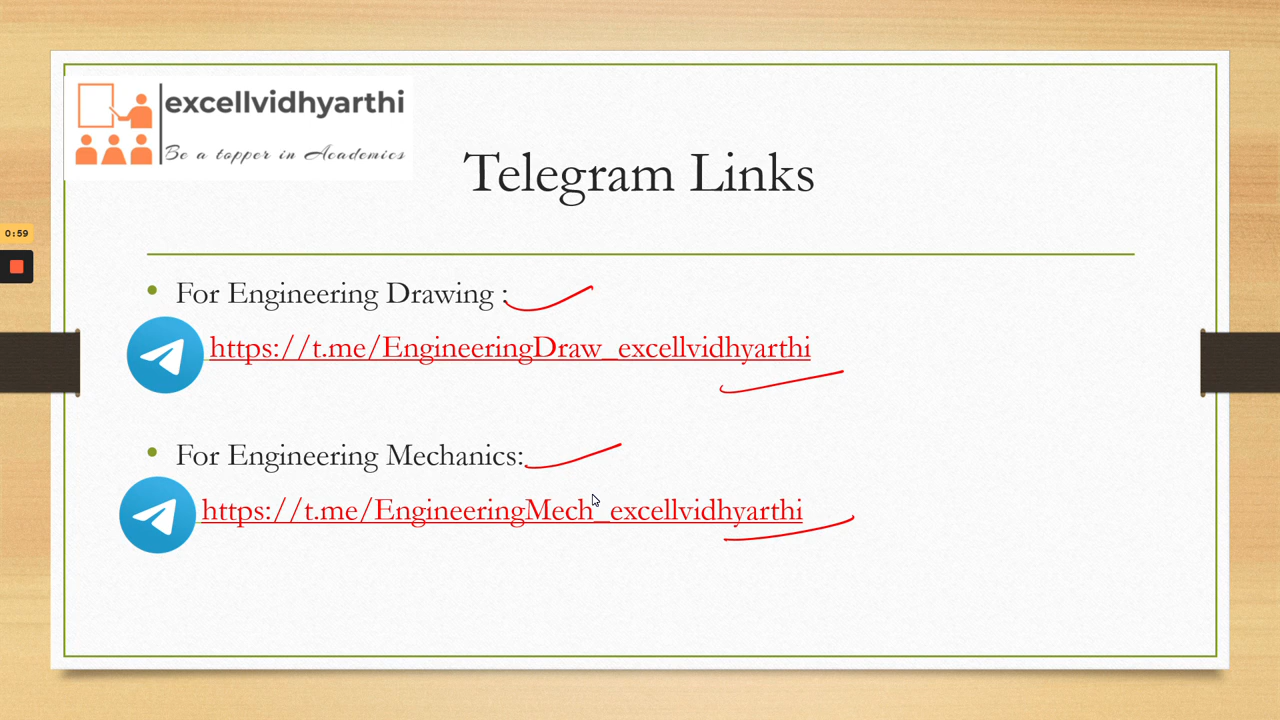 excellvidhyarthi
Be a topper in Academics
Telegram Links
0:59
• For Engineering Drawing :
https://t.me/EngineeringDraw_excellvidhyarthi
• For Engineering Mechanics:
https://t.me/EngineeringMech_excellvidhyarthi